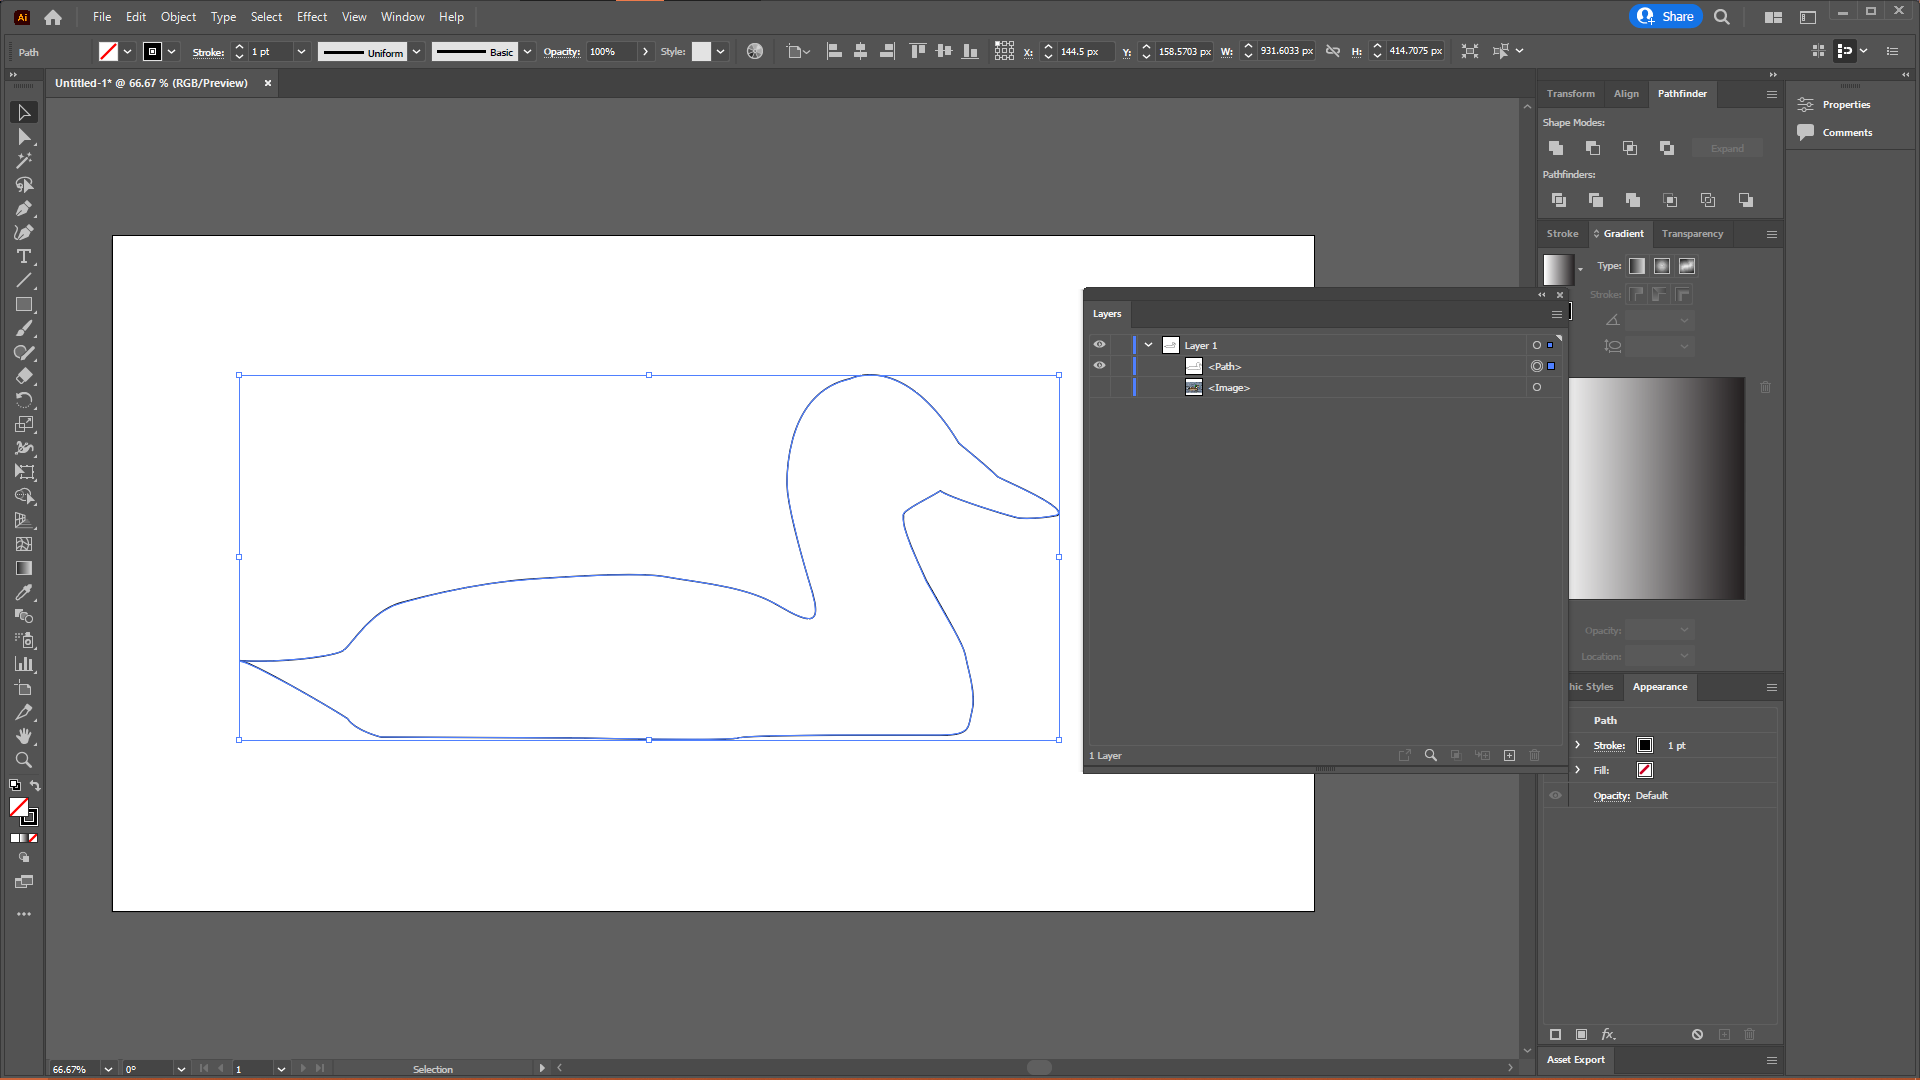 Ai File Edit Object Type Select Effect View Window Help Share
Path Stroke: 1 pt Uniform Basic Opacity: 100% Style: X: 144.5 px Y: 158.5703 px W: 931.6033 px H: 414.7075 px
Untitled-1* @ 66.67 % (RGB/Preview)
Transform Align Pathfinder
Properties
Shape Modes:
Comments
Expand
Pathfinders:
Stroke Gradient Transparency
Type:
Stroke:
Layers
Layer 1
<Path>
<Image>
1 Layer
Opacity:
Location:
hic Styles Appearance
Path
Stroke: 1 pt
Fill:
Opacity: Default
fx.
Asset Export
66.67% 0° 1 Selection